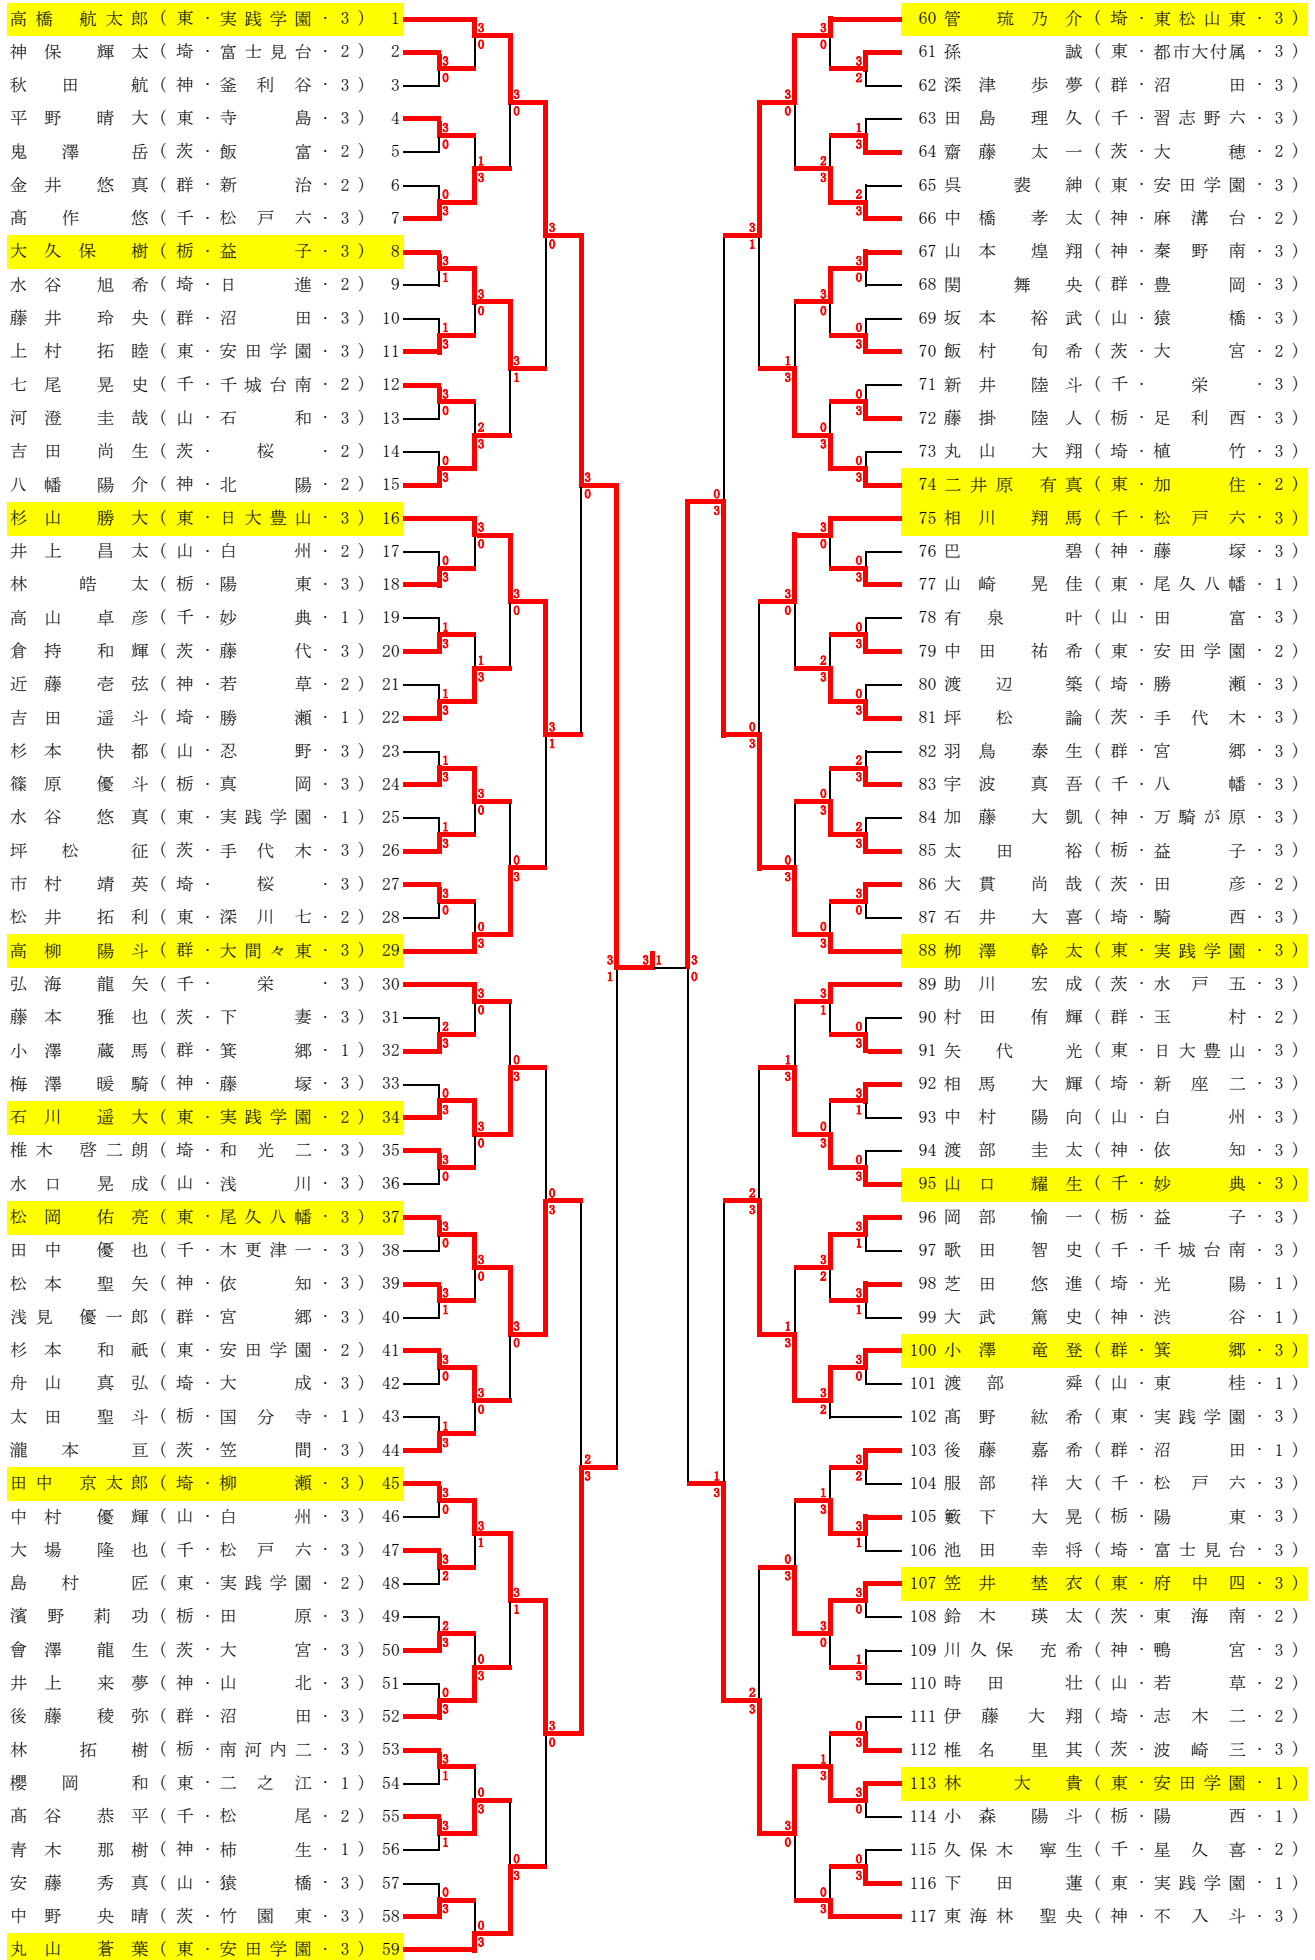 高橋 航太郎 ( 東 ・ 実 践 学 園 ・ 3 ) 1
神 保 輝 太 ( 埼 ・ 富 士 見 台 ・ 2 ) 2
秋 田 航 ( 神 ・ 釜 利 谷 ・ 3 ) 3
平 野 晴 大 ( 東 ・ 寺 島 ・ 3 ) 4
鬼 澤 岳 ( 茨 ・ 飯 富 ・ 2 ) 5
金 井 悠 真 ( 群 ・ 新 治 ・ 2 ) 6
髙 作 悠 ( 千 ・ 松 戸 六 ・ 3 ) 7
大 久 保 樹 ( 栃 ・ 益 子 ・ 3 ) 8
水 谷 旭 希 ( 埼 ・ 日 進 ・ 2 ) 9
藤 井 玲 央 ( 群 ・ 沼 田 ・ 3 ) 10
上 村 拓 睦 ( 東 ・ 安 田 学 園 ・ 3 ) 11
七 尾 晃 史 ( 千 ・ 千 城 台 南 ・ 2 ) 12
河 澄 圭 哉 ( 山 ・ 石 和 ・ 3 ) 13
吉 田 尚 生 ( 茨 ・ 桜 ・ 2 ) 14
八 幡 陽 介 ( 神 ・ 北 陽 ・ 2 ) 15
杉 山 勝 大 ( 東 ・ 日 大 豊 山 ・ 3 ) 16
井 上 昌 太 ( 山 ・ 白 州 ・ 2 ) 17
林 皓 太 ( 栃 ・ 陽 東 ・ 3 ) 18
高 山 卓 彦 ( 千 ・ 妙 典 ・ 1 ) 19
倉 持 和 輝 ( 茨 ・ 藤 代 ・ 3 ) 20
近 藤 壱 弦 ( 神 ・ 若 草 ・ 2 ) 21
吉 田 遥 斗 ( 埼 ・ 勝 瀬 ・ 1 ) 22
杉 本 快 都 ( 山 ・ 忍 野 ・ 3 ) 23
篠 原 優 斗 ( 栃 ・ 真 岡 ・ 3 ) 24
水 谷 悠 真 ( 東 ・ 実 践 学 園 ・ 1 ) 25
坪 松 征 ( 茨 ・ 手 代 木 ・ 3 ) 26
市 村 靖 英 ( 埼 ・ 桜 ・ 3 ) 27
松 井 拓 利 ( 東 ・ 深 川 七 ・ 2 ) 28
高 柳 陽 斗 ( 群 ・ 大 間 々 東 ・ 3 ) 29
弘 海 龍 矢 ( 千 ・ 栄 ・ 3 ) 30
藤 本 雅 也 ( 茨 ・ 下 妻 ・ 3 ) 31
小 澤 蔵 馬 ( 群 ・ 箕 郷 ・ 1 ) 32
梅 澤 暖 騎 ( 神 ・ 藤 塚 ・ 3 ) 33
石 川 遥 大 ( 東 ・ 実 践 学 園 ・ 2 ) 34
椎 木 啓二朗 ( 埼 ・ 和 光 二 ・ 3 ) 35
水 口 晃 成 ( 山 ・ 浅 川 ・ 3 ) 36
松 岡 佑 亮 ( 東 ・ 尾 久 八 幡 ・ 3 ) 37
田 中 優 也 ( 千 ・ 木 更 津 一 ・ 3 ) 38
松 本 聖 矢 ( 神 ・ 依 知 ・ 3 ) 39
浅 見 優一郎 ( 群 ・ 宮 郷 ・ 3 ) 40
杉 本 和 祇 ( 東 ・ 安 田 学 園 ・ 2 ) 41
舟 山 真 弘 ( 埼 ・ 大 成 ・ 3 ) 42
太 田 聖 斗 ( 栃 ・ 国 分 寺 ・ 1 ) 43
瀧 本 亘 ( 茨 ・ 笠 間 ・ 3 ) 44
田 中 京太郎 ( 埼 ・ 柳 瀬 ・ 3 ) 45
中 村 優 輝 ( 山 ・ 白 州 ・ 3 ) 46
大 場 隆 也 ( 千 ・ 松 戸 六 ・ 3 ) 47
島 村 匠 ( 東 ・ 実 践 学 園 ・ 2 ) 48
濱 野 莉 功 ( 栃 ・ 田 原 ・ 3 ) 49
會 澤 龍 生 ( 茨 ・ 大 宮 ・ 3 ) 50
井 上 来 夢 ( 神 ・ 山 北 ・ 3 ) 51
後 藤 稜 弥 ( 群 ・ 沼 田 ・ 3 ) 52
林 拓 樹 ( 栃 ・ 南 河 内 二 ・ 3 ) 53
櫻 岡 和 ( 東 ・ 二 之 江 ・ 1 ) 54
髙 谷 恭 平 ( 千 ・ 松 尾 ・ 2 ) 55
青 木 那 樹 ( 神 ・ 柿 生 ・ 1 ) 56
安 藤 秀 真 ( 山 ・ 猿 橋 ・ 3 ) 57
中 野 央 晴 ( 茨 ・ 竹 園 東 ・ 3 ) 58
丸 山 蒼 葉 ( 東 ・ 安 田 学 園 ・ 3 ) 59
60 管 琉 乃 介 ( 埼 ・ 東 松 山 東 ・ 3 )
61 孫 誠 ( 東 ・ 都市大付属 ・ 3 )
62 深 津 歩 夢 ( 群 ・ 沼 田 ・ 3 )
63 田 島 理 久 ( 千 ・ 習 志 野 六 ・ 3 )
64 齋 藤 太 一 ( 茨 ・ 大 穂 ・ 2 )
65 呉 裴 紳 ( 東 ・ 安 田 学 園 ・ 3 )
66 中 橋 孝 太 ( 神 ・ 麻 溝 台 ・ 2 )
67 山 本 煌 翔 ( 神 ・ 秦 野 南 ・ 3 )
68 関 舞 央 ( 群 ・ 豊 岡 ・ 3 )
69 坂 本 裕 武 ( 山 ・ 猿 橋 ・ 3 )
70 飯 村 旬 希 ( 茨 ・ 大 宮 ・ 2 )
71 新 井 陸 斗 ( 千 ・ 栄 ・ 3 )
72 藤 掛 陸 人 ( 栃 ・ 足 利 西 ・ 3 )
73 丸 山 大 翔 ( 埼 ・ 植 竹 ・ 3 )
74 二 井 原 有 真 ( 東 ・ 加 住 ・ 2 )
75 相 川 翔 馬 ( 千 ・ 松 戸 六 ・ 3 )
76 巴 碧 ( 神 ・ 藤 塚 ・ 3 )
77 山 崎 晃 佳 ( 東 ・ 尾 久 八 幡 ・ 1 )
78 有 泉 叶 ( 山 ・ 田 富 ・ 3 )
79 中 田 祐 希 ( 東 ・ 安 田 学 園 ・ 2 )
80 渡 辺 築 ( 埼 ・ 勝 瀬 ・ 3 )
81 坪 松 論 ( 茨 ・ 手 代 木 ・ 3 )
82 羽 鳥 泰 生 ( 群 ・ 宮 郷 ・ 3 )
83 宇 波 真 吾 ( 千 ・ 八 幡 ・ 3 )
84 加 藤 大 凱 ( 神 ・ 万 騎 が 原 ・ 3 )
85 太 田 裕 ( 栃 ・ 益 子 ・ 3 )
86 大 貫 尚 哉 ( 茨 ・ 田 彦 ・ 2 )
87 石 井 大 喜 ( 埼 ・ 騎 西 ・ 3 )
88 栁 澤 幹 太 ( 東 ・ 実 践 学 園 ・ 3 )
89 助 川 宏 成 ( 茨 ・ 水 戸 五 ・ 3 )
90 村 田 侑 輝 ( 群 ・ 玉 村 ・ 2 )
91 矢 代 光 ( 東 ・ 日 大 豊 山 ・ 3 )
92 相 馬 大 輝 ( 埼 ・ 新 座 二 ・ 3 )
93 中 村 陽 向 ( 山 ・ 白 州 ・ 3 )
94 渡 部 圭 太 ( 神 ・ 依 知 ・ 3 )
95 山 口 耀 生 ( 千 ・ 妙 典 ・ 3 )
96 岡 部 愉 一 ( 栃 ・ 益 子 ・ 3 )
97 歌 田 智 史 ( 千 ・ 千 城 台 南 ・ 3 )
98 芝 田 悠 進 ( 埼 ・ 光 陽 ・ 1 )
99 大 武 篤 史 ( 神 ・ 渋 谷 ・ 1 )
100 小 澤 竜 登 ( 群 ・ 箕 郷 ・ 3 )
101 渡 部 舜 ( 山 ・ 東 桂 ・ 1 )
102 髙 野 紘 希 ( 東 ・ 実 践 学 園 ・ 3 )
103 後 藤 嘉 希 ( 群 ・ 沼 田 ・ 1 )
104 服 部 祥 大 ( 千 ・ 松 戸 六 ・ 3 )
105 籔 下 大 晃 ( 栃 ・ 陽 東 ・ 3 )
106 池 田 幸 将 ( 埼 ・ 富 士 見 台 ・ 3 )
107 笠 井 埜 衣 ( 東 ・ 府 中 四 ・ 3 )
108 鈴 木 瑛 太 ( 茨 ・ 東 海 南 ・ 2 )
109 川 久 保 充 希 ( 神 ・ 鴨 宮 ・ 3 )
110 時 田 壮 ( 山 ・ 若 草 ・ 2 )
111 伊 藤 大 翔 ( 埼 ・ 志 木 二 ・ 2 )
112 椎 名 里 其 ( 茨 ・ 波 崎 三 ・ 3 )
113 林 大 貴 ( 東 ・ 安 田 学 園 ・ 1 )
114 小 森 陽 斗 ( 栃 ・ 陽 西 ・ 1 )
115 久 保 木 寧 生 ( 千 ・ 星 久 喜 ・ 2 )
116 下 田 蓮 ( 東 ・ 実 践 学 園 ・ 1 )
117 東 海 林 聖 央 ( 神 ・ 不 入 斗 ・ 3 )